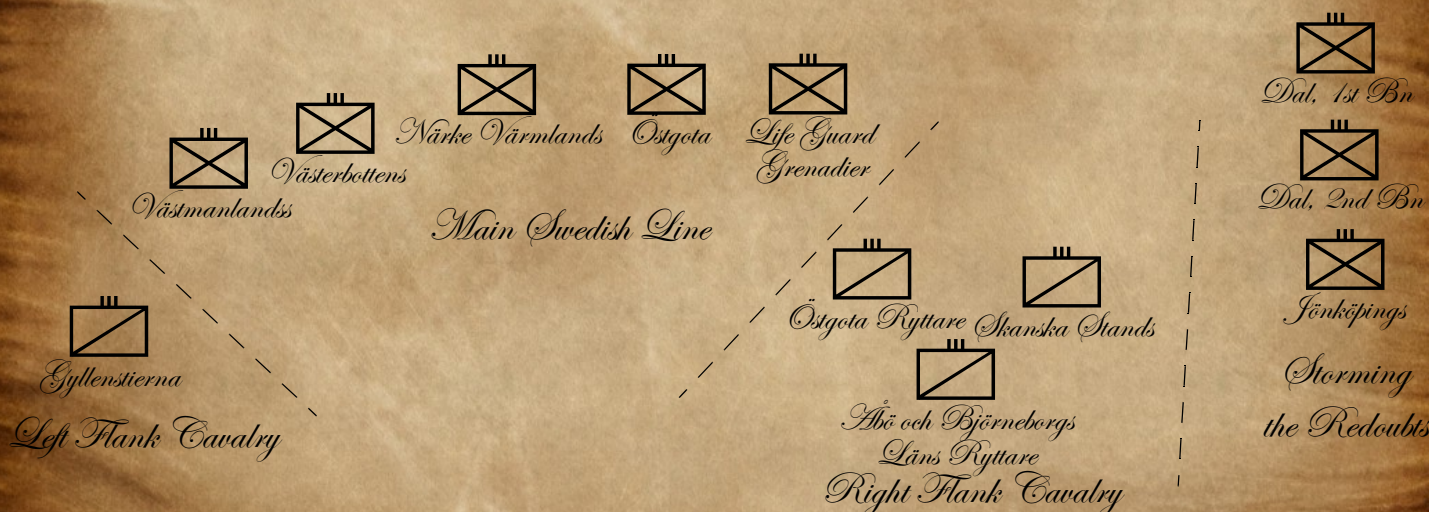 Västmanlandss
Västerbottens
Närke Värmlands
Östgota
Life Guard
Grenadier
Main Swedish Line
Gyllenstierna
Left Flank Cavalry
Östgota Ryttare
Skanska Stands
Åbö och Björneborgs
Läns Ryttare
Right Flank Cavalry
Dal, 1st Bn
Dal, 2nd Bn
Jönköpings
Storming
the Redoubts